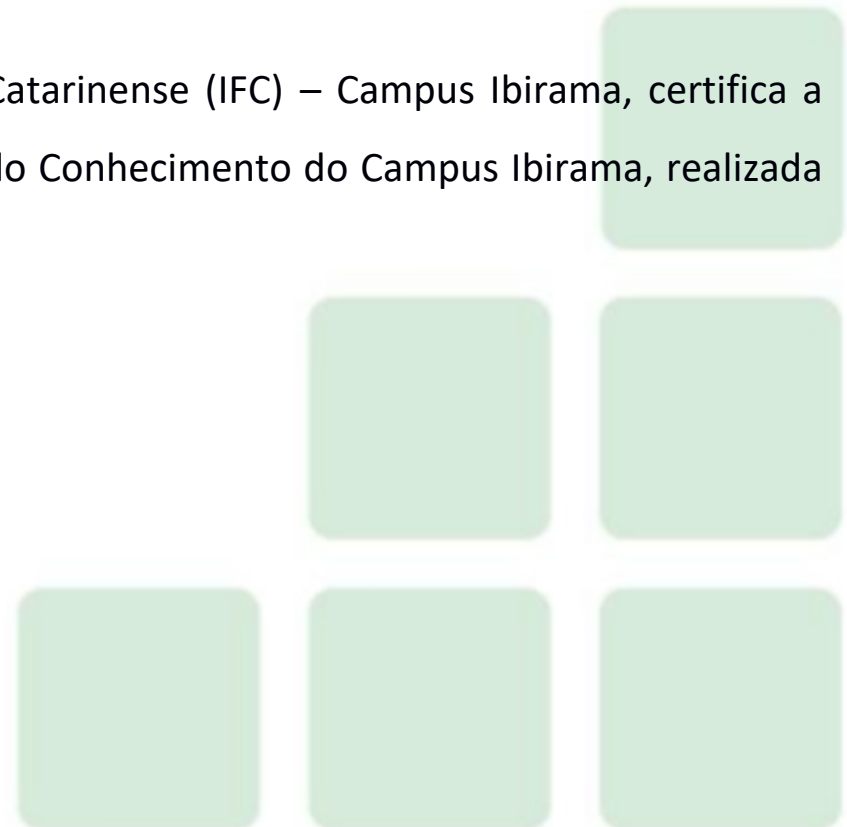 Catarinense (IFC) – Campus Ibirama, certifica a
do Conhecimento do Campus Ibirama, realizada